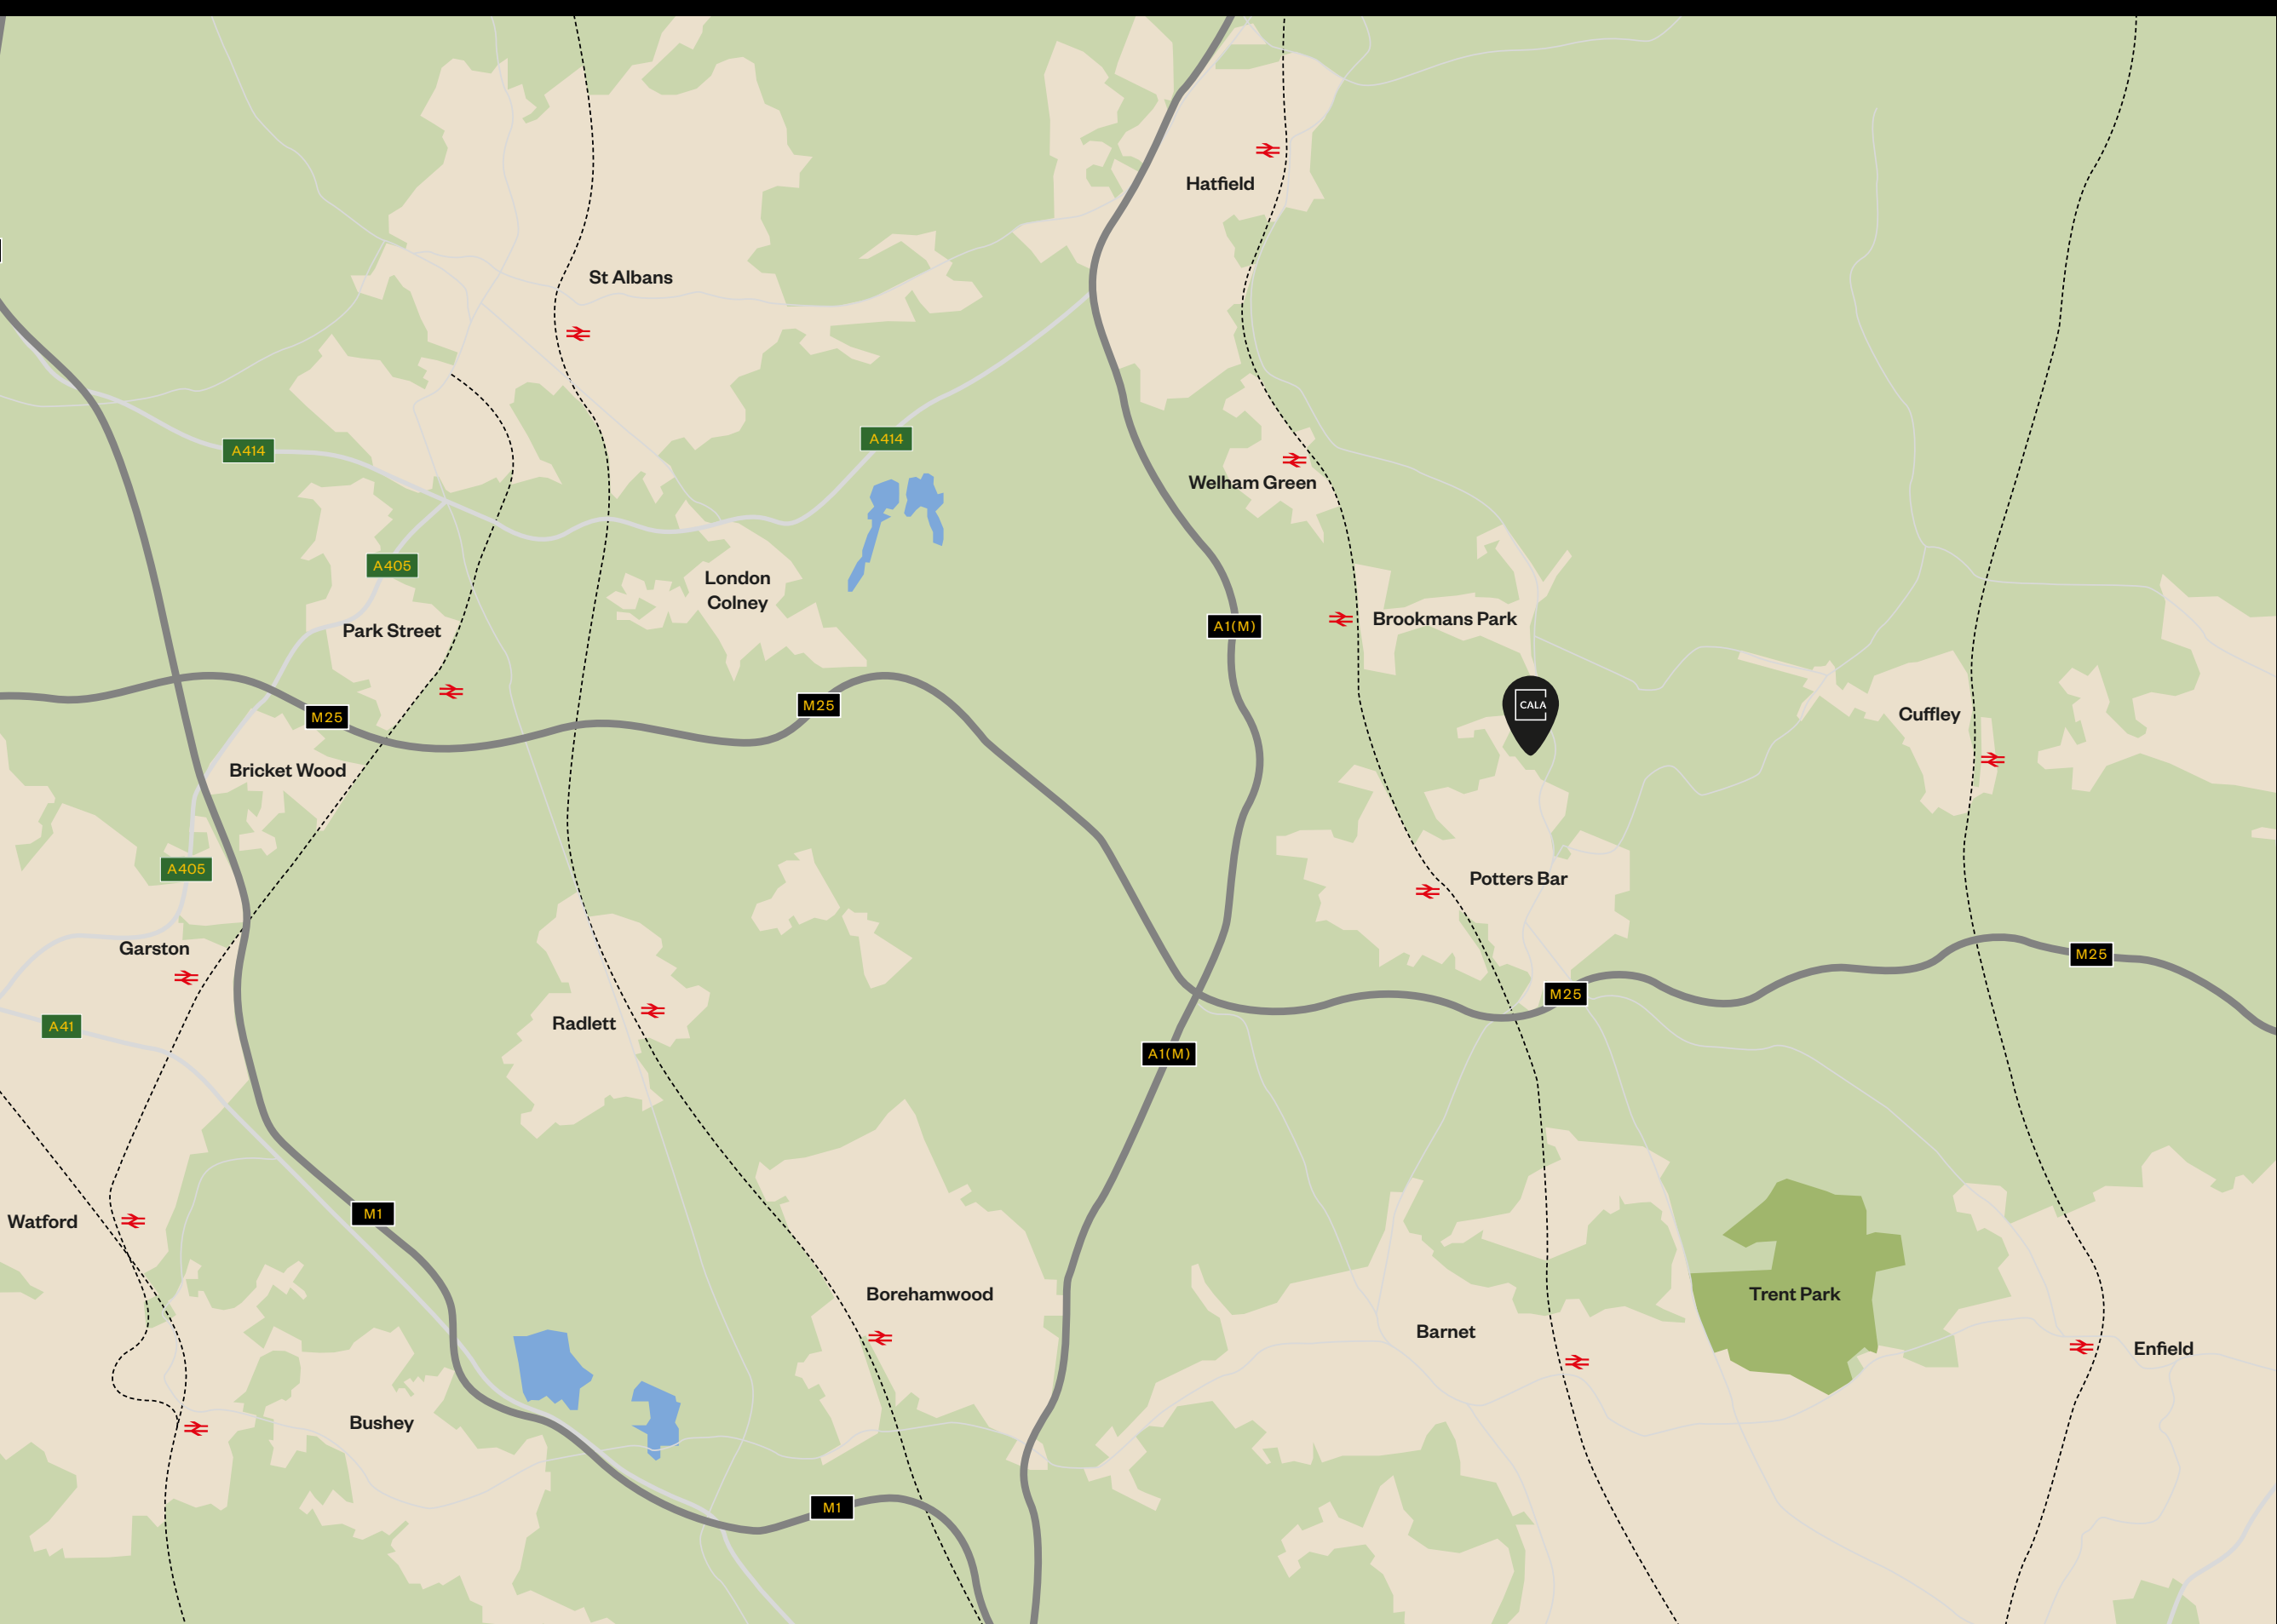 Hatfield
St Albans
A414
A414
Welham Green
A405
London
Colney
Park Street
A1(M)
Brookmans Park
M25
M25
CALA
Cuffley
Bricket Wood
A405
Potters Bar
Garston
M25
M25
Radlett
A41
A1(M)
Watford
M1
Borehamwood
Trent Park
Barnet
Enfield
Bushey
M1